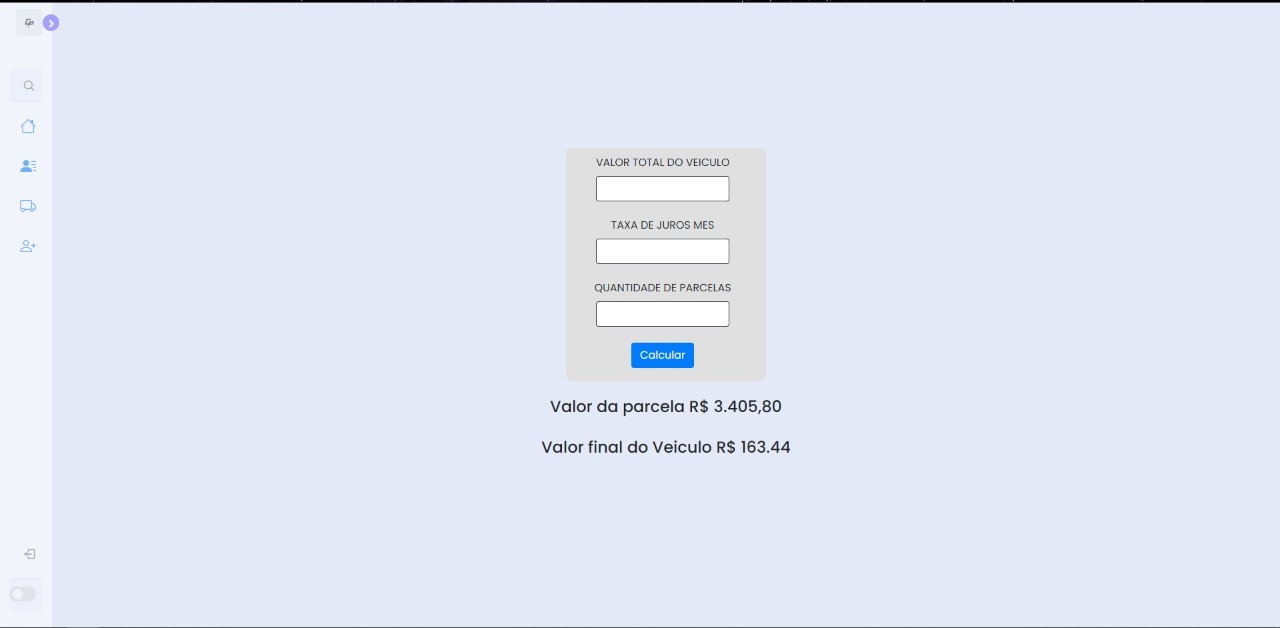 VALOR TOTAL DO VEICULO
TAXA DE JUROS MES
QUANTIDADE DE PARCELAS
Calcular
Valor da parcela R$ 3.405,80
Valor final do Veiculo R$ 163.44